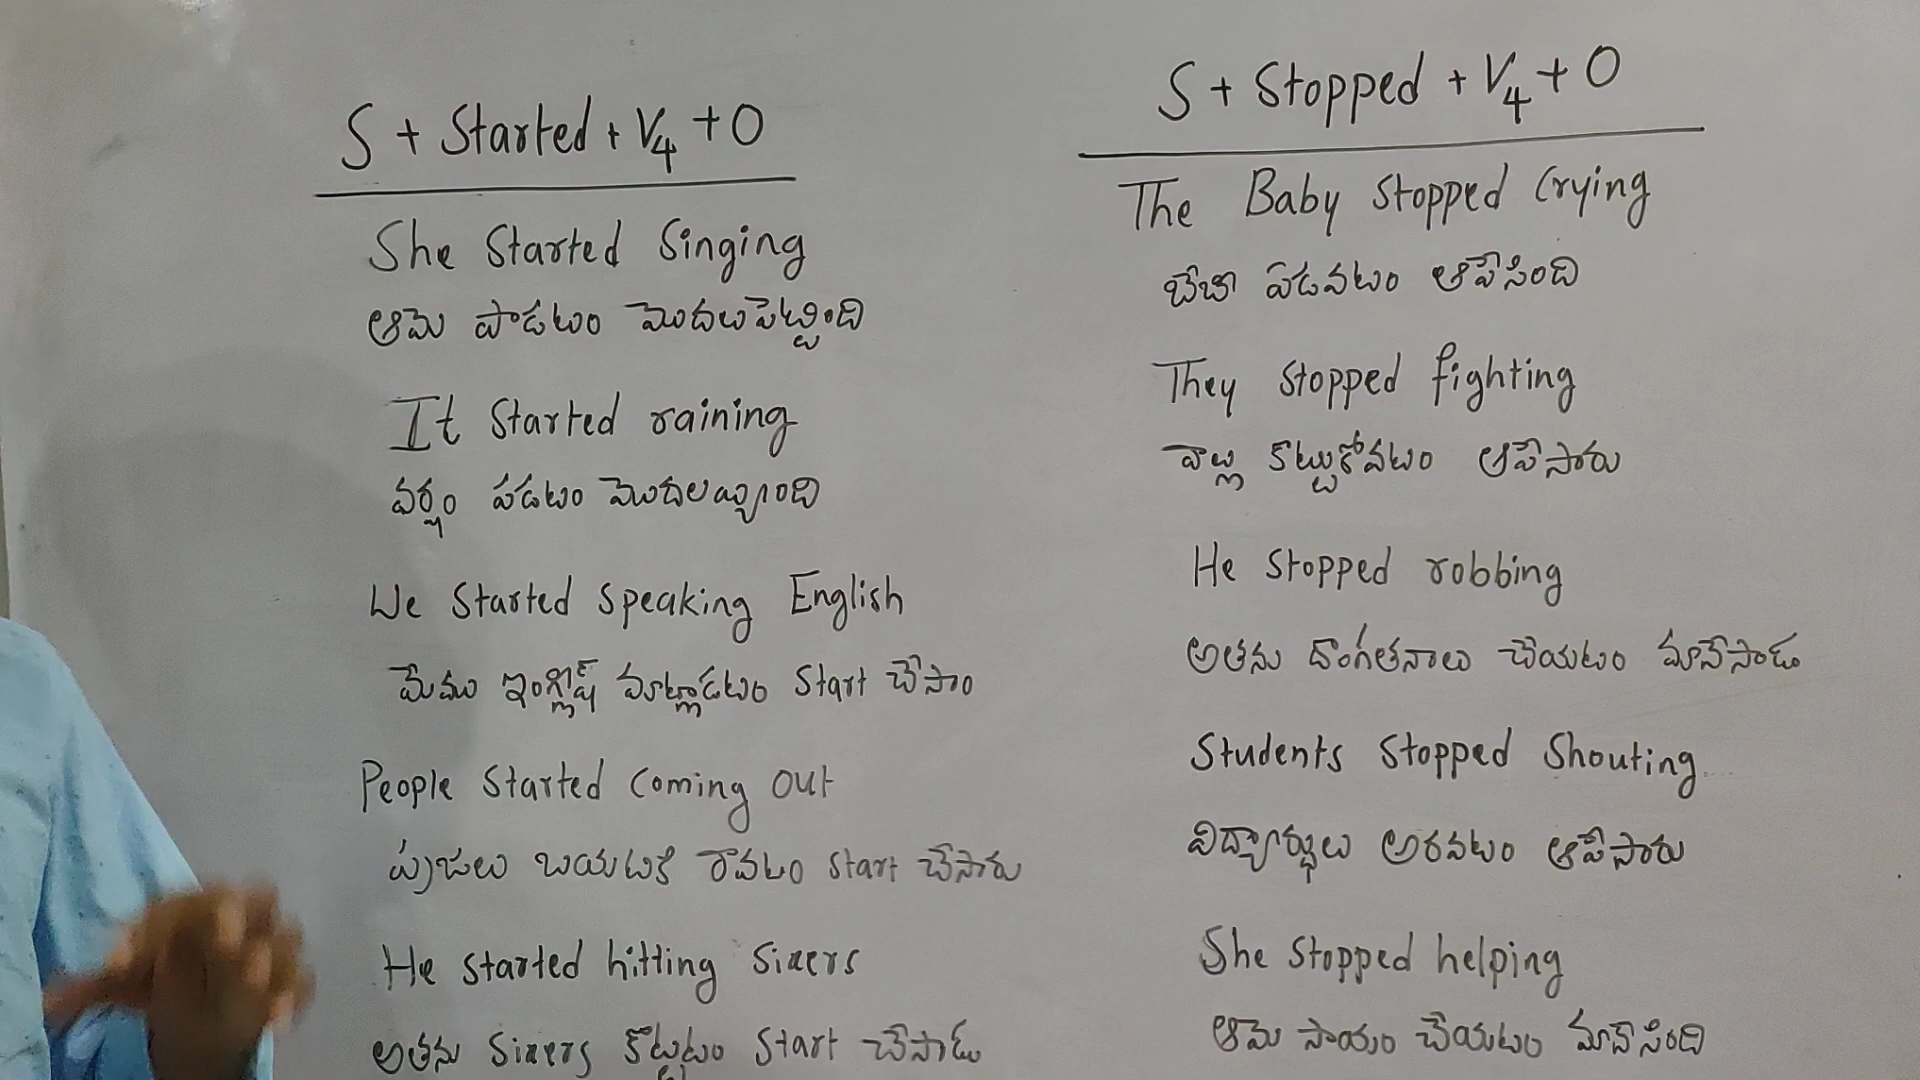 S + Started + V4 + O
She Started Singing
ఆమె పాడటం మొదలుపెట్టింది
It Started raining
వర్షం పడటం మొదలయ్యింది
We Started Speaking English
మేము ఇంగ్లీష్ మాట్లాడటం Start చేసాం
People Started Coming Out
ప్రజలు బయటకి రావటం Start చేసారు
He Started hitting Sixers
అతను Sixers కొట్టటం Start చేసాడు
S + Stopped + V4 + O
The Baby Stopped Crying
బేబీ ఏడవటం ఆపేసింది
They Stopped fighting
వాళ్లు కొట్టుకోవటం ఆపేసారు
He Stopped robbing
అతను దొంగతనాలు చేయటం మానేసాడు
Students Stopped Shouting
విద్యార్థులు అరవటం ఆపేసారు
She Stopped helping
ఆమె సాయం చేయటం మానేసింది